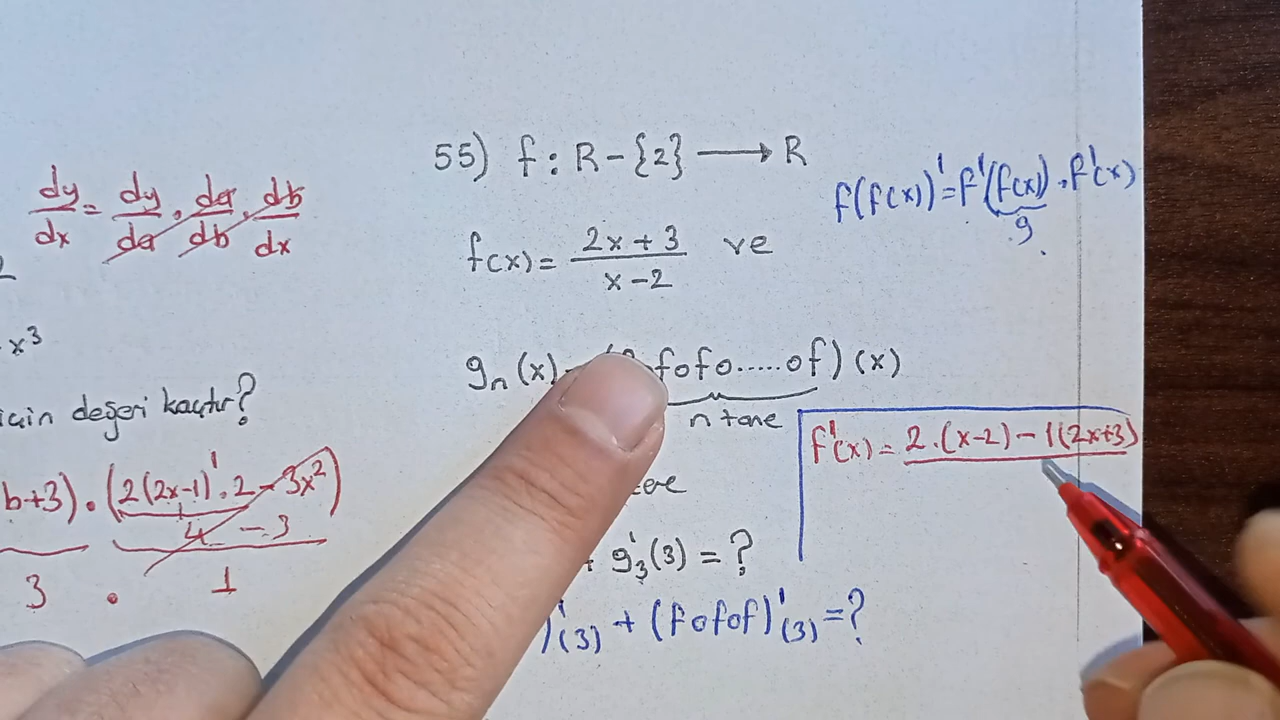 dy/dx = dy/da . da/db . db/dx
x³
için değeri kaçtır?
b+3) . (2(2x-1)' . 2 - 3x²)
4 - 3
3 . 1
55) f : R - {2} ⟶ R
f(x) = (2x+3)/(x-2) ve
gₙ(x) fofo.....of) (x)
n tane
g₃'(3) = ?
)'(3) + (fofof)'(3) = ?
f(f(x))' = f'(f(x)) . f'(x)
9
f'(x) = 2.(x-2) - 1(2x+3)